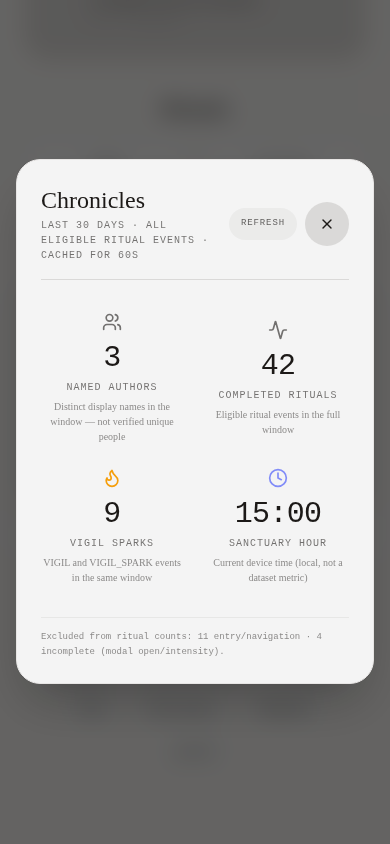 Chronicles
LAST 30 DAYS · ALL
ELIGIBLE RITUAL EVENTS ·
CACHED FOR 60S
REFRESH
3
NAMED AUTHORS
Distinct display names in the
window — not verified unique
people
42
COMPLETED RITUALS
Eligible ritual events in the full
window
9
VIGIL SPARKS
VIGIL and VIGIL_SPARK events
in the same window
15:00
SANCTUARY HOUR
Current device time (local, not a
dataset metric)
Excluded from ritual counts: 11 entry/navigation · 4
incomplete (modal open/intensity).